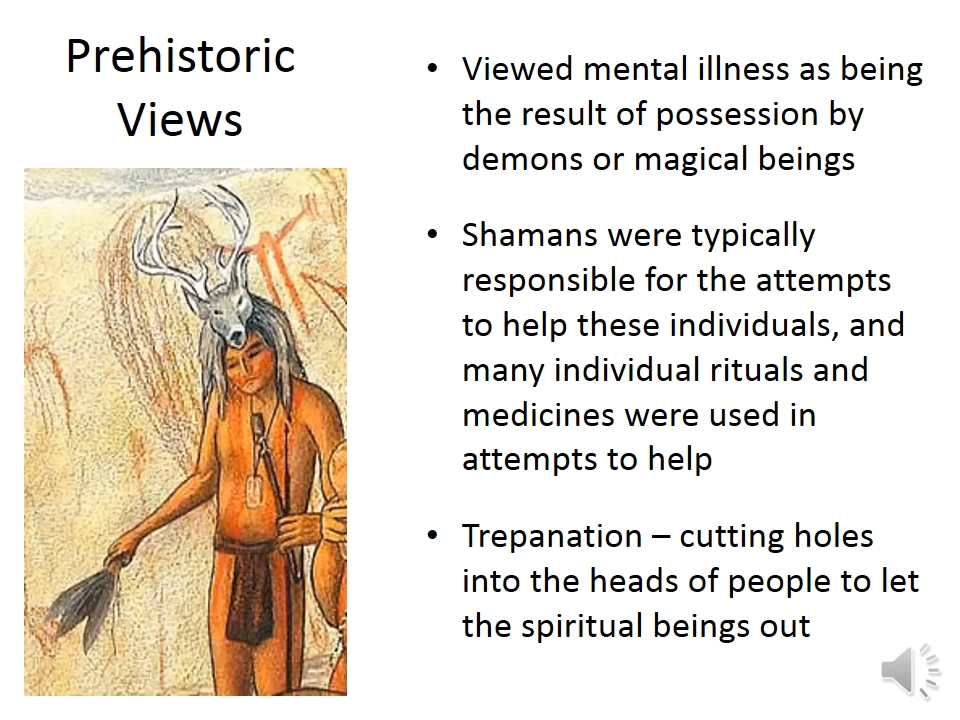 Prehistoric
Views
• Viewed mental illness as being
the result of possession by
demons or magical beings
• Shamans were typically
responsible for the attempts
to help these individuals, and
many individual rituals and
medicines were used in
attempts to help
• Trepanation – cutting holes
into the heads of people to let
the spiritual beings out